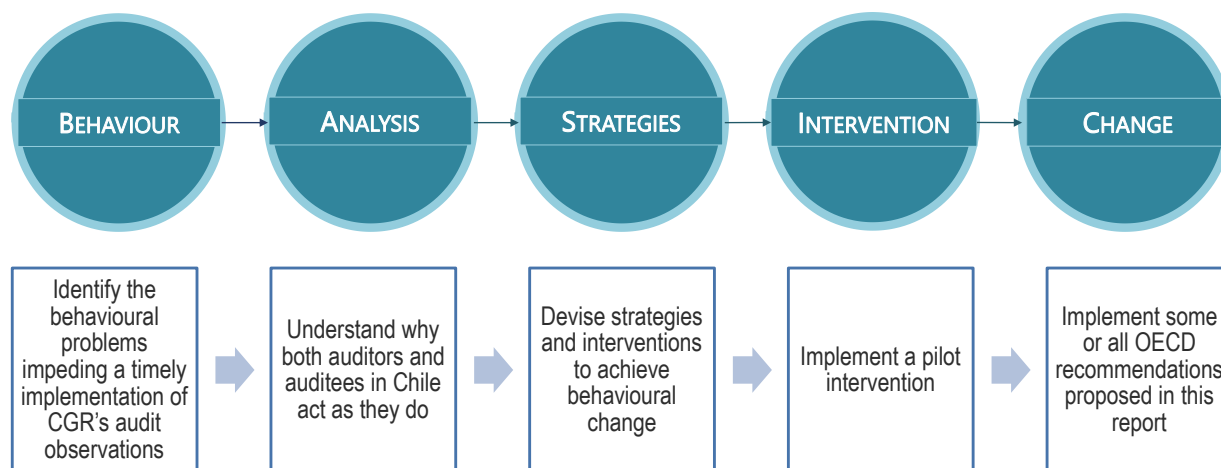 BEHAVIOUR
ANALYSIS
STRATEGIES
INTERVENTION
CHANGE
Identify the
behavioural
problems
impeding a timely
implementation of
CGR's audit
observations
Understand why
both auditors and
auditees in Chile
act as they do
Devise strategies
and interventions
to achieve
behavioural
change
Implement a pilot
intervention
Implement some
or all OECD
recommendations
proposed in this
report